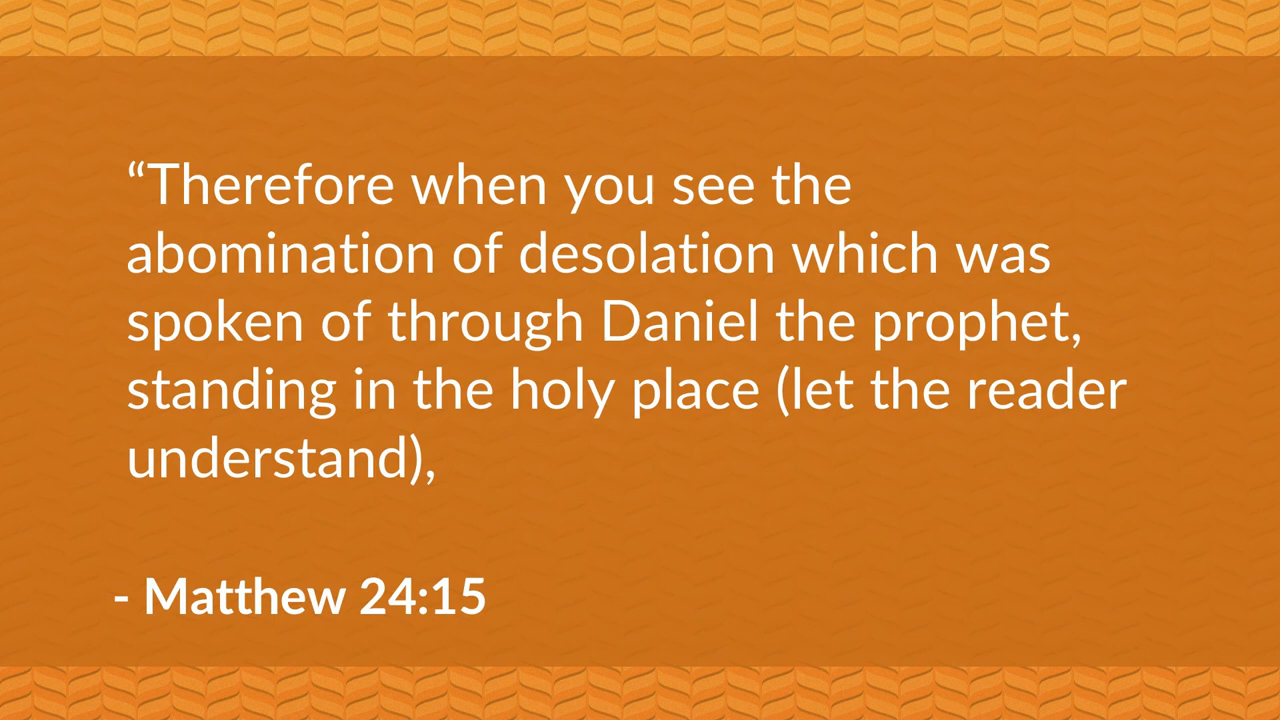 “Therefore when you see the
abomination of desolation which was
spoken of through Daniel the prophet,
standing in the holy place (let the reader
understand),
- Matthew 24:15